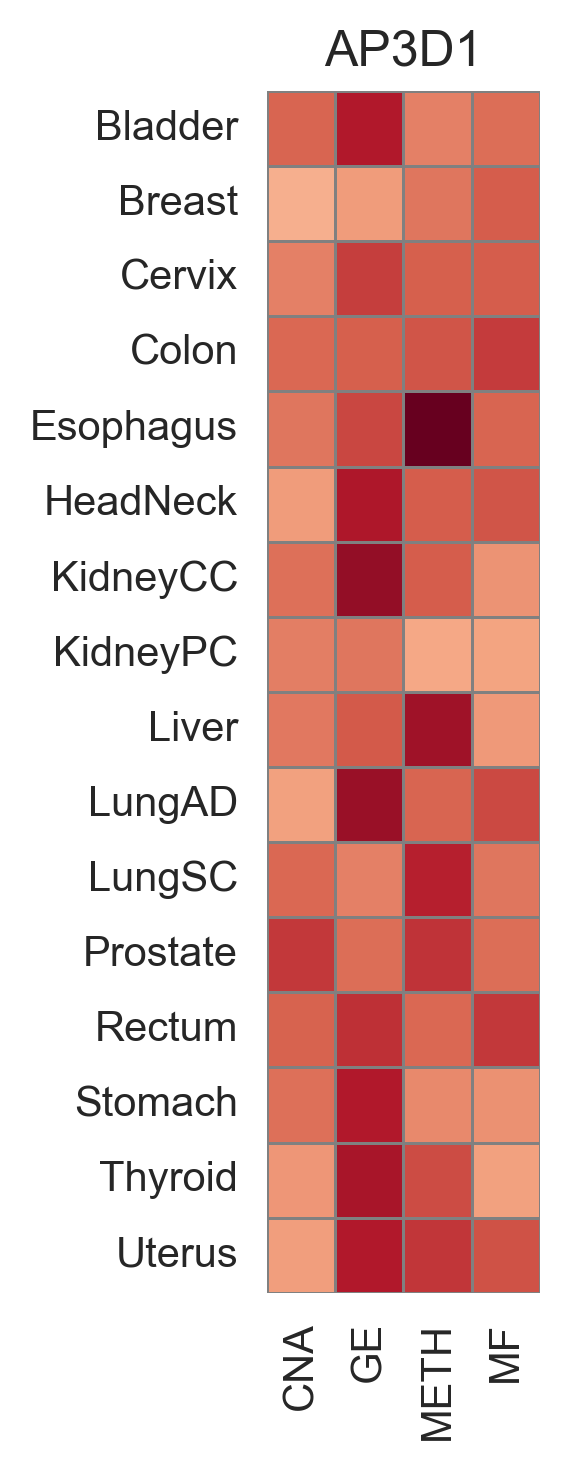 AP3D1
Bladder
Breast
Cervix
Colon
Esophagus
HeadNeck
KidneyCC
KidneyPC
Liver
LungAD
LungSC
Prostate
Rectum
Stomach
Thyroid
Uterus
CNA
GE
METH
MF